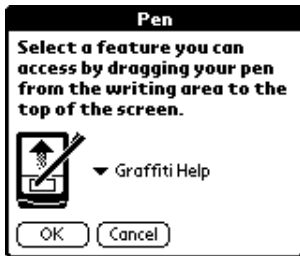 Pen
Select a feature you can
access by dragging your pen
from the writing area to the
top of the screen.
Graffiti Help
OK Cancel